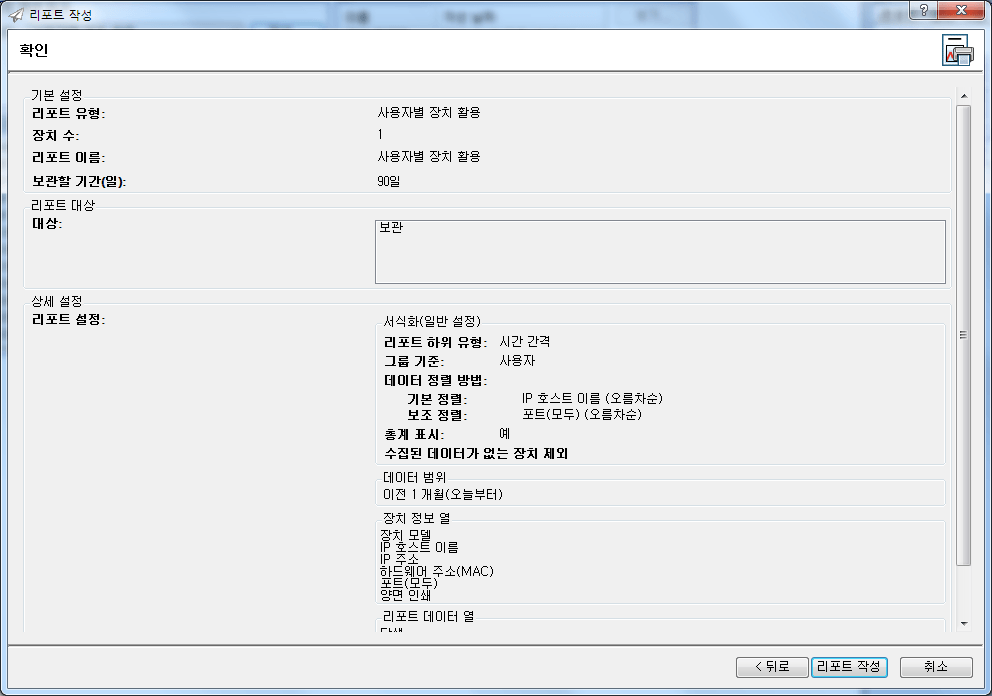 리포트 작성
확인
기본 설정
리포트 유형: 사용자별 장치 활용
장치 수: 1
리포트 이름: 사용자별 장치 활용
보관할 기간(일): 90일
리포트 대상
대상: 보관
상세 설정
리포트 설정:
서식화(일반 설정)
리포트 하위 유형: 시간 간격
그룹 기준: 사용자
데이터 정렬 방법:
기본 정렬: IP 호스트 이름 (오름차순)
보조 정렬: 포트(모두) (오름차순)
총계 표시: 예
수집된 데이터가 없는 장치 제외
데이터 범위
이전 1 개월(오늘부터)
장치 정보 열
장치 모델
IP 호스트 이름
IP 주소
하드웨어 주소(MAC)
포트(모두)
양면 인쇄
리포트 데이터 열
< 뒤로
리포트 작성
취소